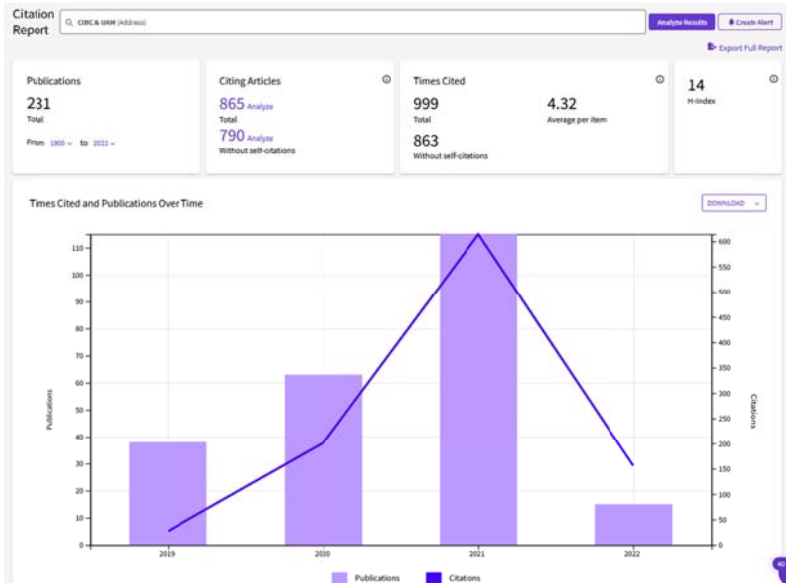 Citation
Report
CIBC & UAM (Address)
Analyze Results
Create Alert
Export Full Report
Publications
231
Total
From 1900 to 2022
Citing Articles
865 Analyze
Total
790 Analyze
Without self-citations
Times Cited
999
Total
863
Without self-citations
4.32
Average per item
14
H-Index
Times Cited and Publications Over Time
DOWNLOAD
110
100
90
80
70
60
50
40
30
20
10
0
Publications
600
550
500
450
400
350
300
250
200
150
100
50
0
Citations
2019
2020
2021
2022
Publications
Citations
40